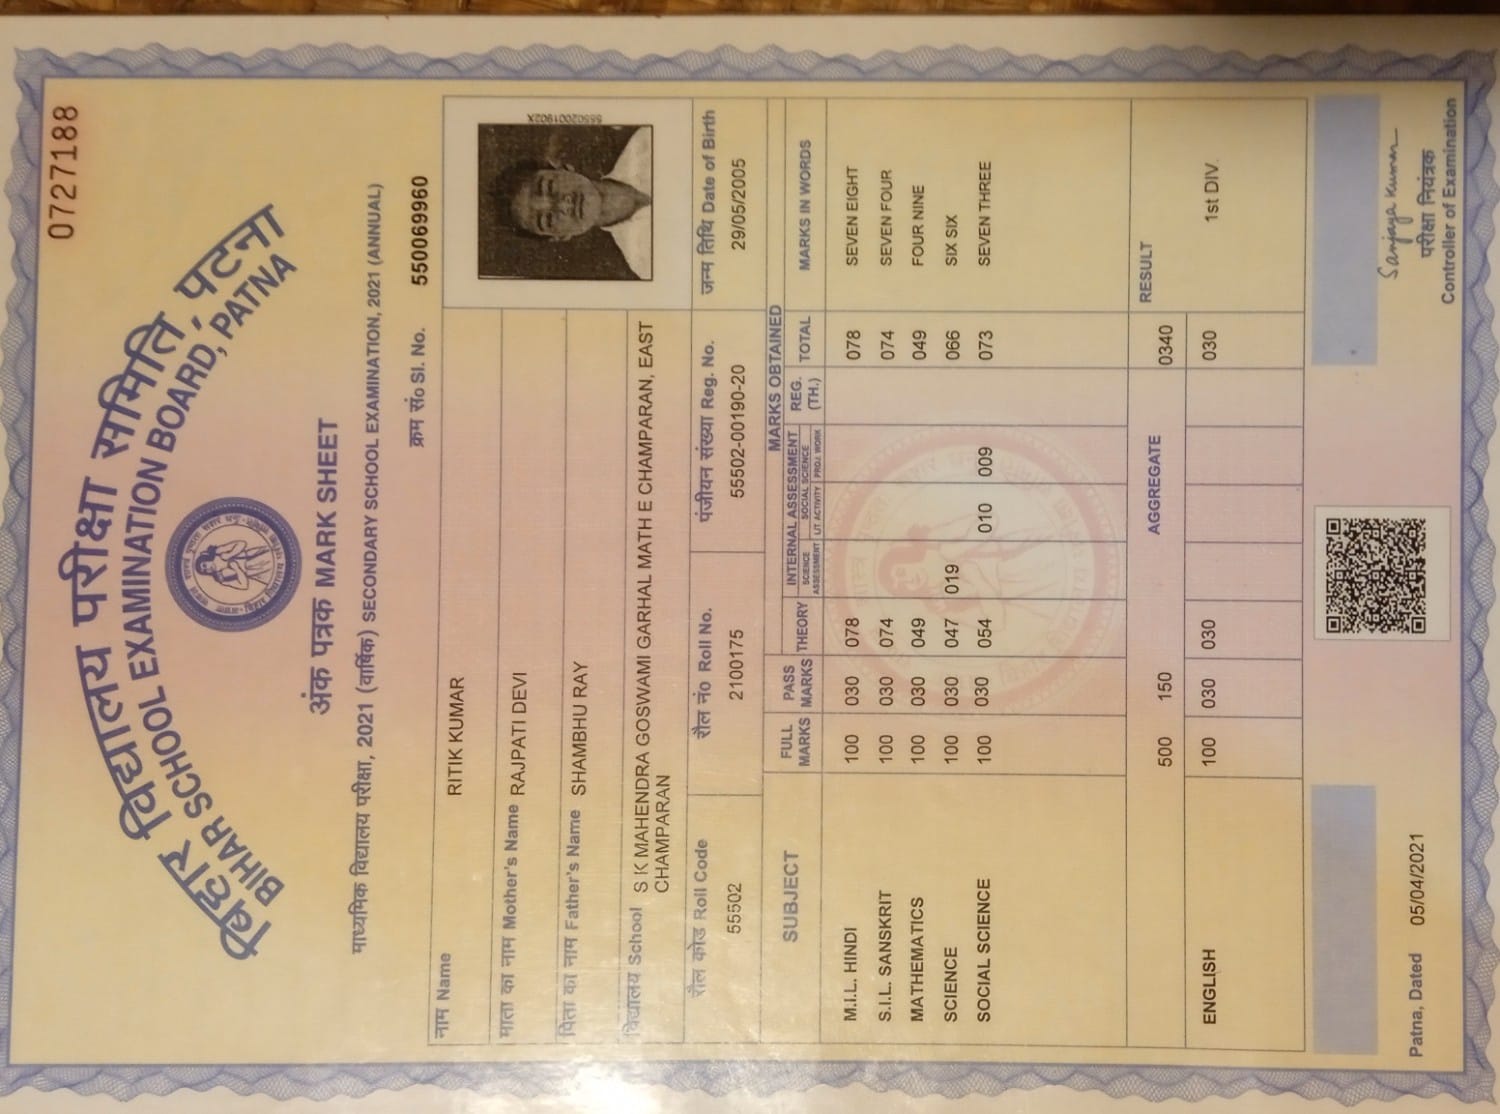 0727188
बिहार विद्यालय परीक्षा समिति, पटना
BIHAR SCHOOL EXAMINATION BOARD, PATNA
अंक पत्रक MARK SHEET
माध्यमिक विद्यालय परीक्षा, 2021 (वार्षिक) SECONDARY SCHOOL EXAMINATION, 2021 (ANNUAL)
क्रम सं० Sl. No. 550069960
नाम Name RITIK KUMAR
माता का नाम Mother's Name RAJPATI DEVI
पिता का नाम Father's Name SHAMBHU RAY
विद्यालय School S K MAHENDRA GOSWAMI GARHAL MATH E CHAMPARAN, EAST
CHAMPARAN
55502001902X
रौल कोड Roll Code रौल नं० Roll No. पंजीयन संख्या Reg. No. जन्म तिथि Date of Birth
55502 2100175 55502-00190-20 29/05/2005
SUBJECT FULL MARKS PASS MARKS MARKS OBTAINED
THEORY INTERNAL ASSESSMENT REG. (TH.) TOTAL MARKS IN WORDS
SCIENCE ASSESSMENT SOCIAL SCIENCE LIT ACTIVITY PROJ. WORK
M.I.L. HINDI 100 030 078 078 SEVEN EIGHT
S.I.L. SANSKRIT 100 030 074 074 SEVEN FOUR
MATHEMATICS 100 030 049 049 FOUR NINE
SCIENCE 100 030 047 019 066 SIX SIX
SOCIAL SCIENCE 100 030 054 010 009 073 SEVEN THREE
500 150 AGGREGATE 0340 RESULT
ENGLISH 100 030 030 030 1st DIV.
Sanjaya Kumar
परीक्षा नियंत्रक
Patna, Dated 05/04/2021 Controller of Examination